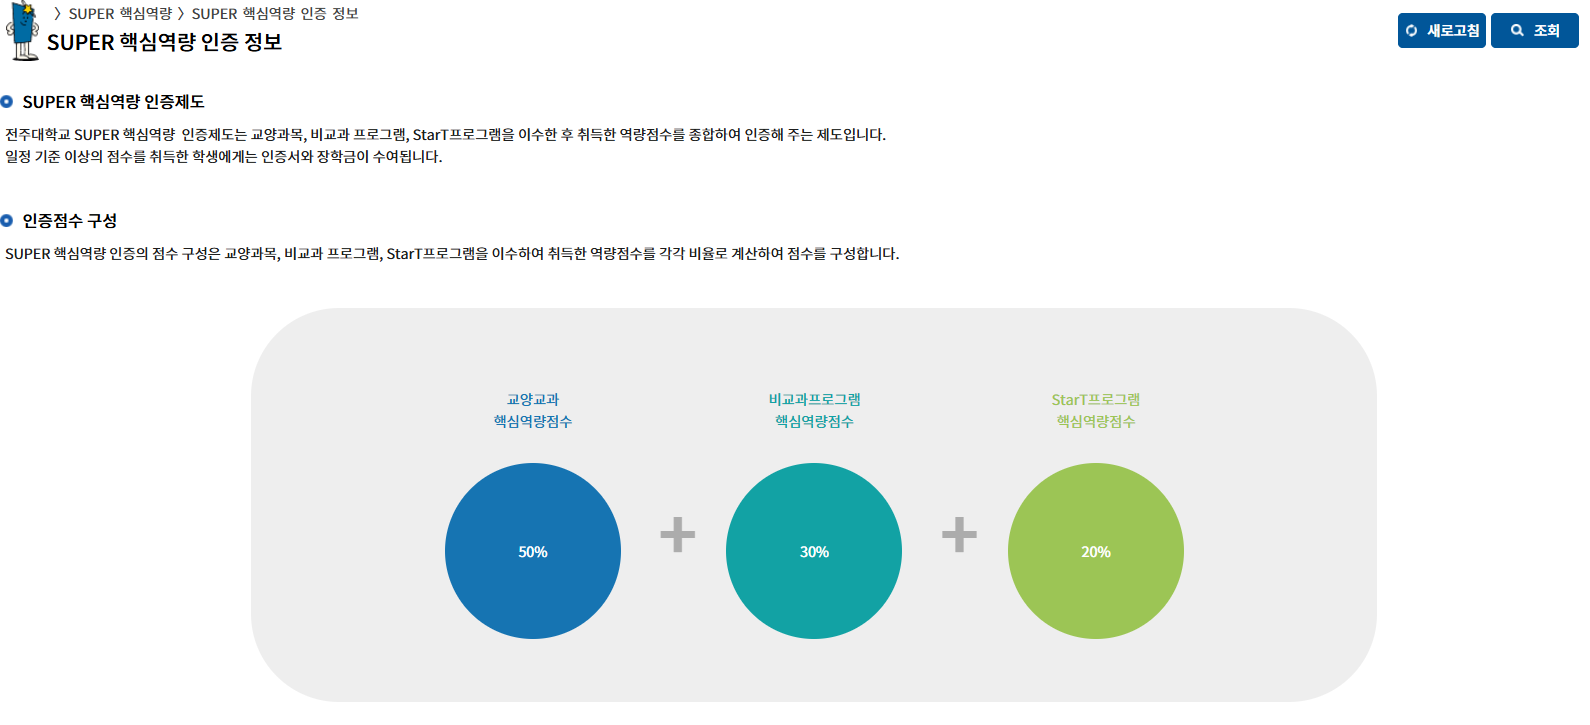 〉 SUPER 핵심역량 〉 SUPER 핵심역량 인증 정보
SUPER 핵심역량 인증 정보
새로고침
조회
SUPER 핵심역량 인증제도
전주대학교 SUPER 핵심역량 인증제도는 교양과목, 비교과 프로그램, StarT프로그램을 이수한 후 취득한 역량점수를 종합하여 인증해 주는 제도입니다.
일정 기준 이상의 점수를 취득한 학생에게는 인증서와 장학금이 수여됩니다.
인증점수 구성
SUPER 핵심역량 인증의 점수 구성은 교양과목, 비교과 프로그램, StarT프로그램을 이수하여 취득한 역량점수를 각각 비율로 계산하여 점수를 구성합니다.
교양교과
핵심역량점수
비교과프로그램
핵심역량점수
StarT프로그램
핵심역량점수
50%
+
30%
+
20%